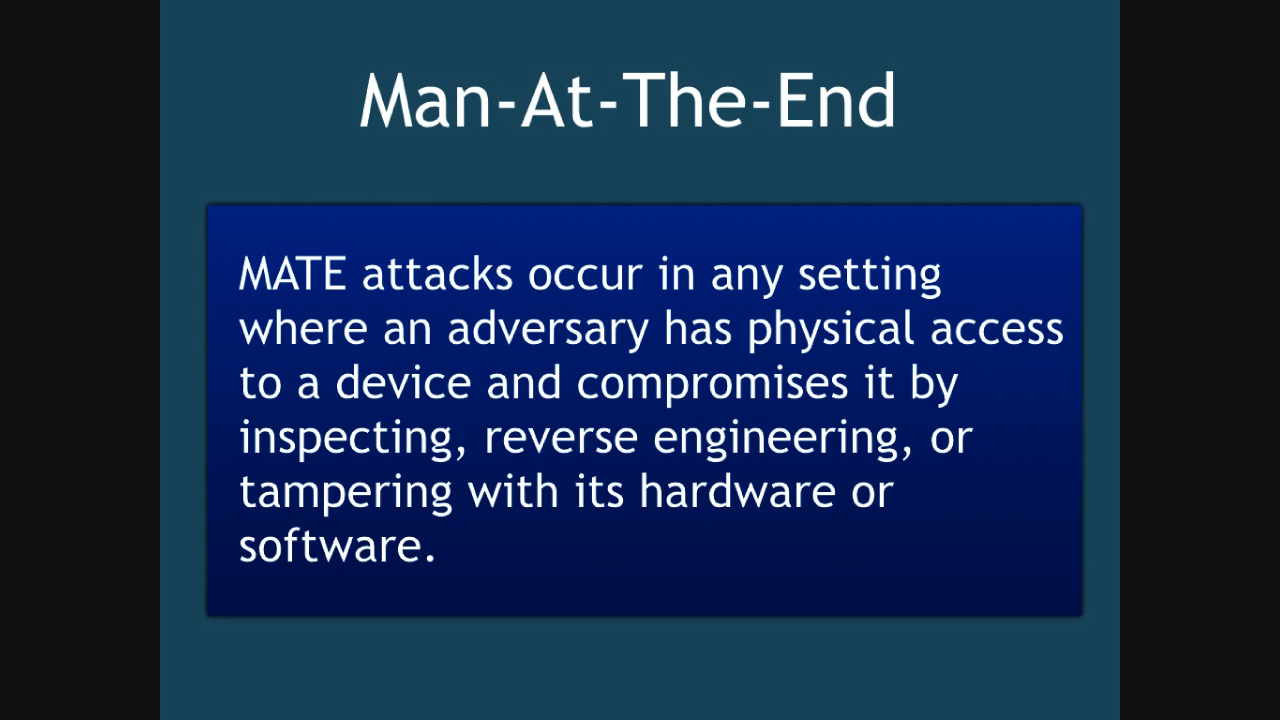 Man-At-The-End
MATE attacks occur in any setting
where an adversary has physical access
to a device and compromises it by
inspecting, reverse engineering, or
tampering with its hardware or
software.